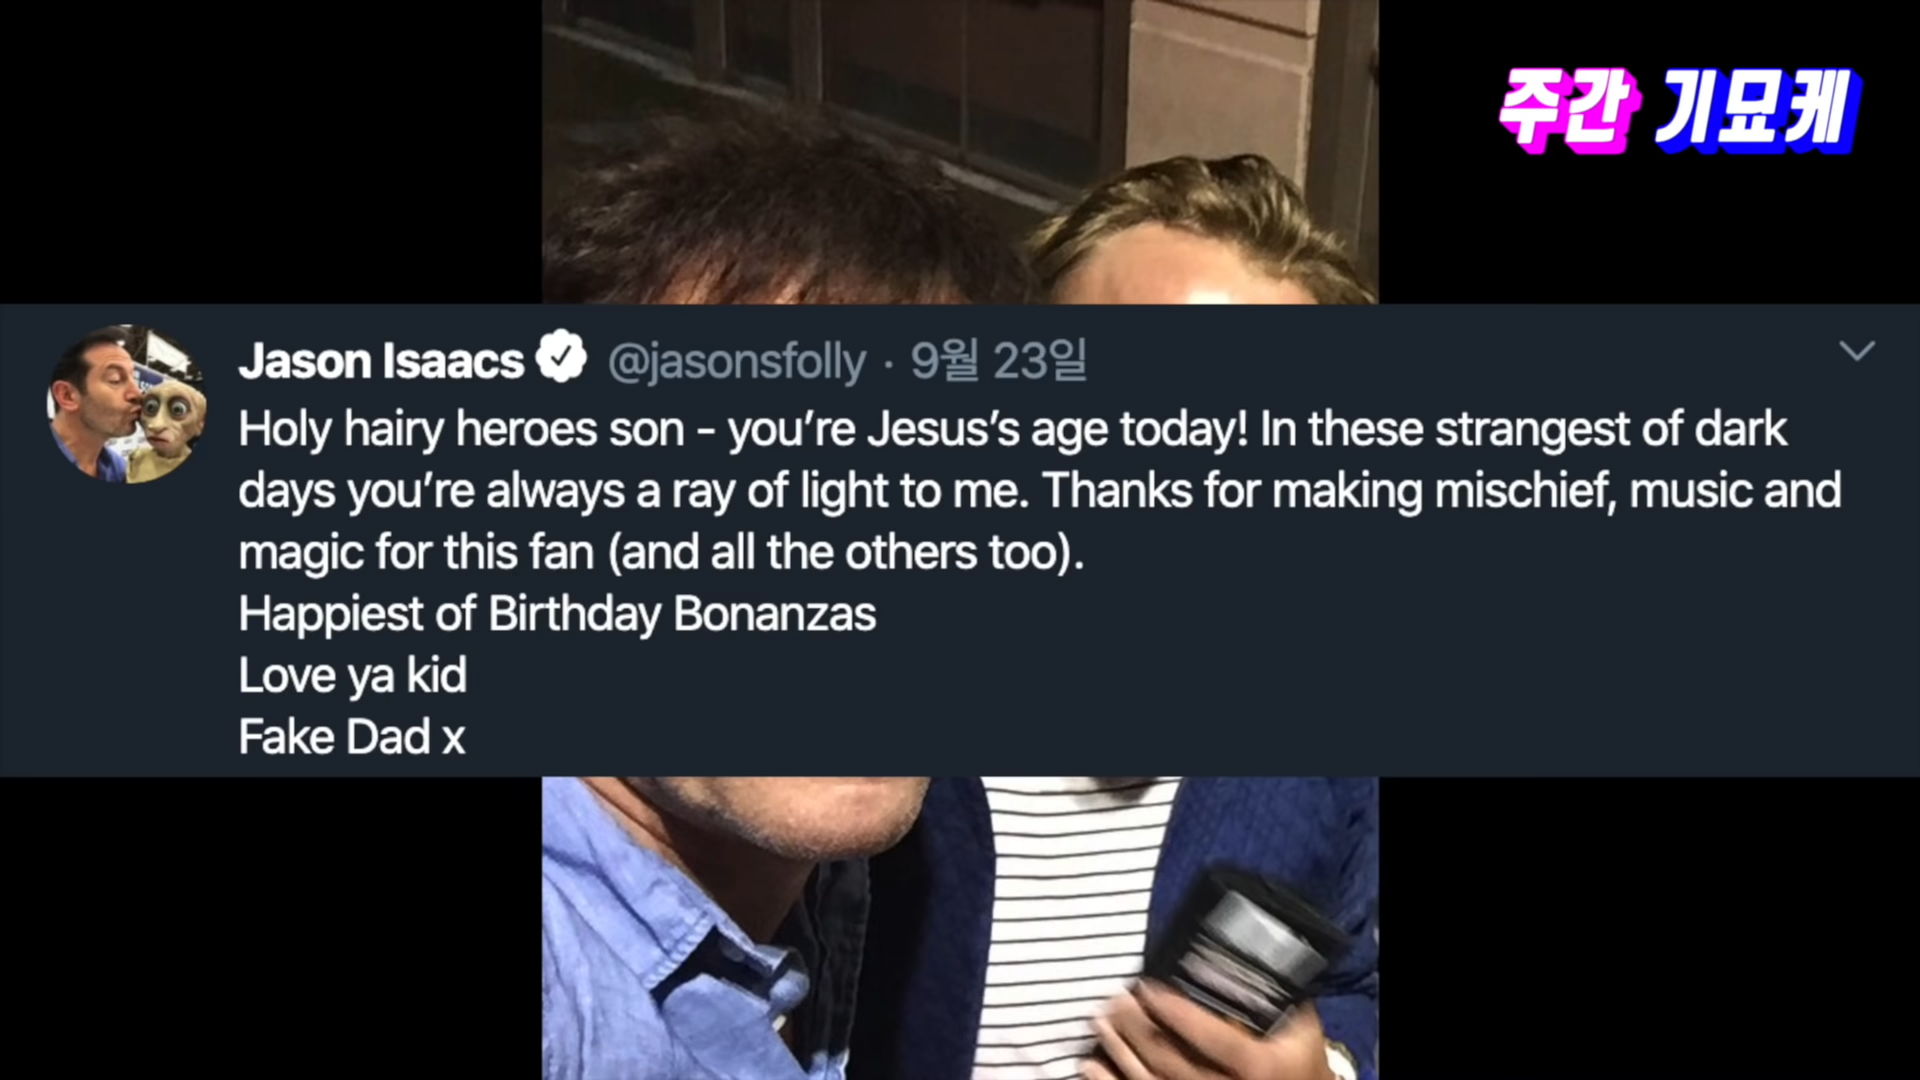 주간 기묘케
Jason Isaacs @jasonsfolly · 9월 23일
Holy hairy heroes son - you're Jesus's age today! In these strangest of dark
days you're always a ray of light to me. Thanks for making mischief, music and
magic for this fan (and all the others too).
Happiest of Birthday Bonanzas
Love ya kid
Fake Dad x